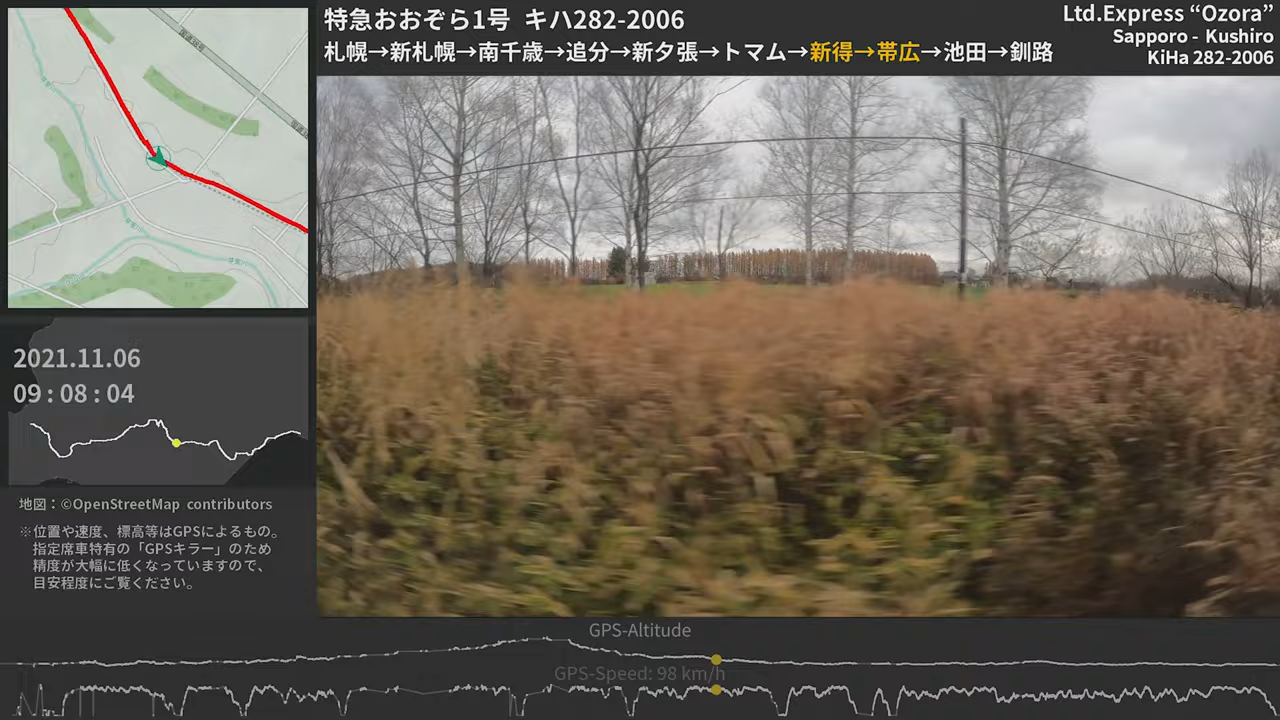 特急おおぞら1号 キハ282-2006
札幌→新札幌→南千歳→追分→新夕張→トマム→新得→帯広→池田→釧路
Ltd.Express “Ozora”
Sapporo - Kushiro
KiHa 282-2006
2021.11.06
09:08:04
地図：©OpenStreetMap contributors
※位置や速度、標高等はGPSによるもの。
指定席車特有の「GPSキラー」のため
精度が大幅に低くなっていますので、
目安程度にご覧ください。
GPS-Altitude
GPS-Speed: 98 km/h